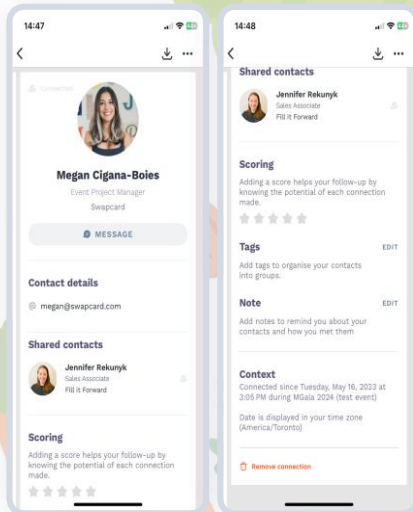 14:47
Connected
Megan Cigana-Boies
Event Project Manager
Swapcard
MESSAGE
Contact details
megan@swapcard.com
Shared contacts
Jennifer Rekunyk
Sales Associate
Fill it Forward
Scoring
Adding a score helps your follow-up by
knowing the potential of each connection
made.
14:48
Shared contacts
Jennifer Rekunyk
Sales Associate
Fill it Forward
Scoring
Adding a score helps your follow-up by
knowing the potential of each connection
made.
Tags EDIT
Add tags to organise your contacts
into groups.
Note EDIT
Add notes to remind you about your
contacts and how you met them
Context
Connected since Tuesday, May 16, 2023 at
3:05 PM during MGala 2024 (test event)
Date is displayed in your time zone
(America/Toronto)
Remove connection